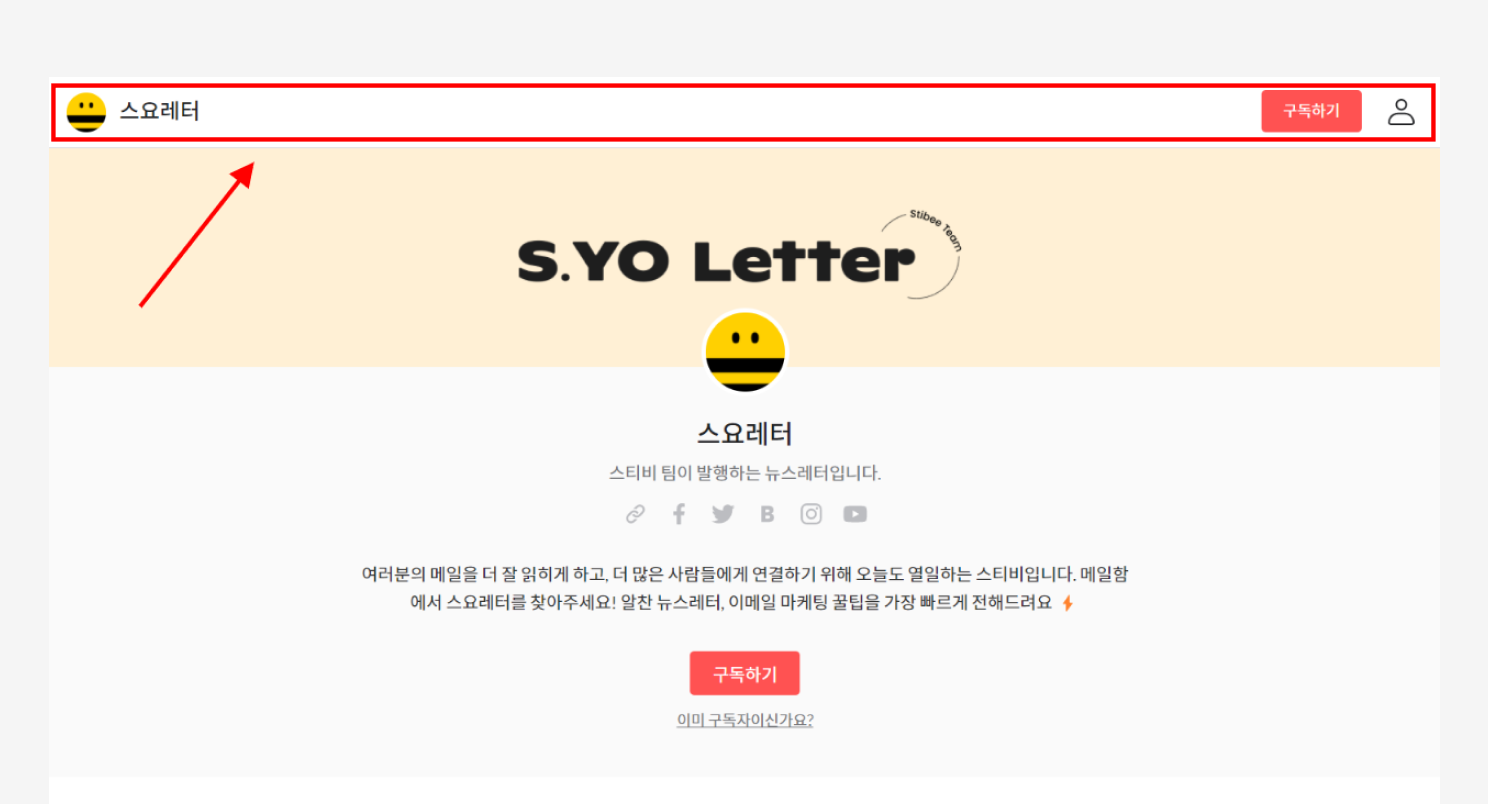 스요레터
구독하기
S.YO Letter
Stibee Team
스요레터
스티비 팀이 발행하는 뉴스레터입니다.
B
여러분의 메일을 더 잘 읽히게 하고, 더 많은 사람들에게 연결하기 위해 오늘도 열일하는 스티비입니다. 메일함
에서 스요레터를 찾아주세요! 알찬 뉴스레터, 이메일 마케팅 꿀팁을 가장 빠르게 전해드려요
구독하기
이미 구독자이신가요?